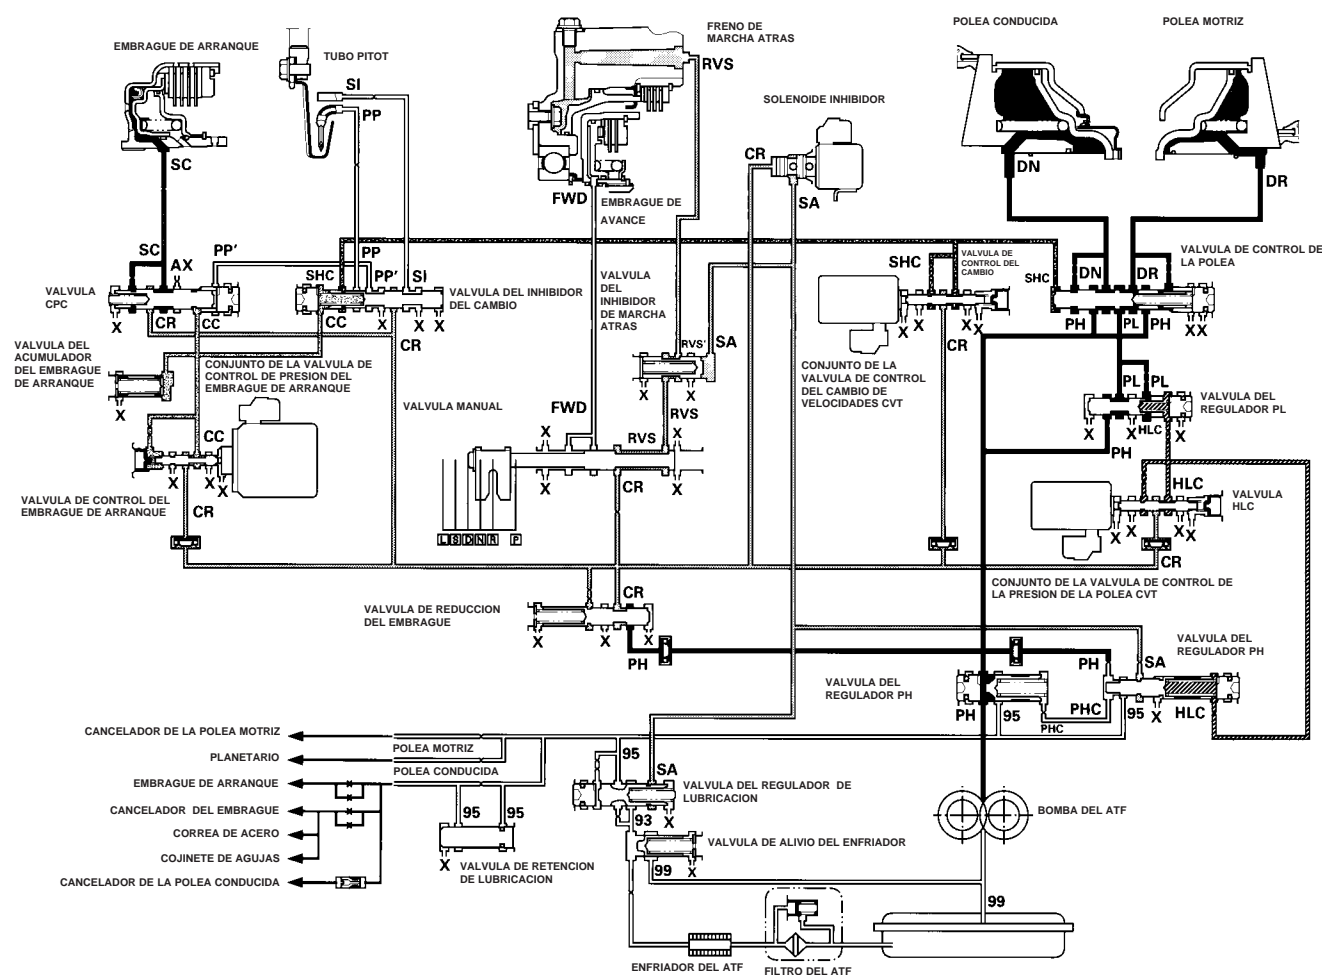 FRENO DE
MARCHA ATRAS
POLEA CONDUCIDA
POLEA MOTRIZ
EMBRAGUE DE ARRANQUE
TUBO PITOT
RVS
SI
PP
SOLENOIDE INHIBIDOR
SC
CR
DN
DR
FWD
SA
EMBRAGUE DE
AVANCE
SC
PP'
PP
AX
SHC
PP'
SI
VALVULA
DEL
INHIBIDOR
DE MARCHA
ATRAS
SHC
VALVULA DE
CONTROL DEL
CAMBIO
SHC
DN
DR
VALVULA DE CONTROL DE
LA POLEA
VALVULA
CPC
VALVULA DEL INHIBIDOR
DEL CAMBIO
X
CR
CC
CC
X
X
X
CR
X
X
X
CR
PH
PL
PH
X
X
SA
RVS'
VALVULA DEL
ACUMULADOR
DEL EMBRAGUE
DE ARRANQUE
CONJUNTO DE LA VALVULA DE
CONTROL DE PRESION DEL
EMBRAGUE DE ARRANQUE
CONJUNTO DE LA
VALVULA DE CONTROL
DEL CAMBIO DE
VELOCIDADES CVT
X
X
PL
PL
VALVULA DEL
REGULADOR PL
VALVULA MANUAL
FWD
RVS
X
X
HLC
X
X
CC
X
RVS
X
PH
X
X
X
X
CR
X
HLC
VALVULA
HLC
VALVULA DE CONTROL DEL
EMBRAGUE DE ARRANQUE
CR
X
X
X
X
L
S
D
N
R
P
CR
CONJUNTO DE LA VALVULA DE CONTROL DE
LA PRESION DE LA POLEA CVT
VALVULA DE REDUCCION
DEL EMBRAGUE
CR
X
X
X
PH
PH
SA
VALVULA DEL
REGULADOR PH
VALVULA DEL
REGULADOR PH
PH
95
PHC
PHC
95
X
HLC
CANCELADOR DE LA POLEA MOTRIZ
POLEA MOTRIZ
PLANETARIO
POLEA CONDUCIDA
95
SA
EMBRAGUE DE ARRANQUE
VALVULA DEL REGULADOR DE
LUBRICACION
CANCELADOR DEL EMBRAGUE
95
95
93
X
BOMBA DEL ATF
CORREA DE ACERO
VALVULA DE ALIVIO DEL ENFRIADOR
COJINETE DE AGUJAS
X
VALVULA DE RETENCION
DE LUBRICACION
99
X
CANCELADOR DE LA POLEA CONDUCIDA
99
ENFRIADOR DEL ATF
FILTRO DEL ATF